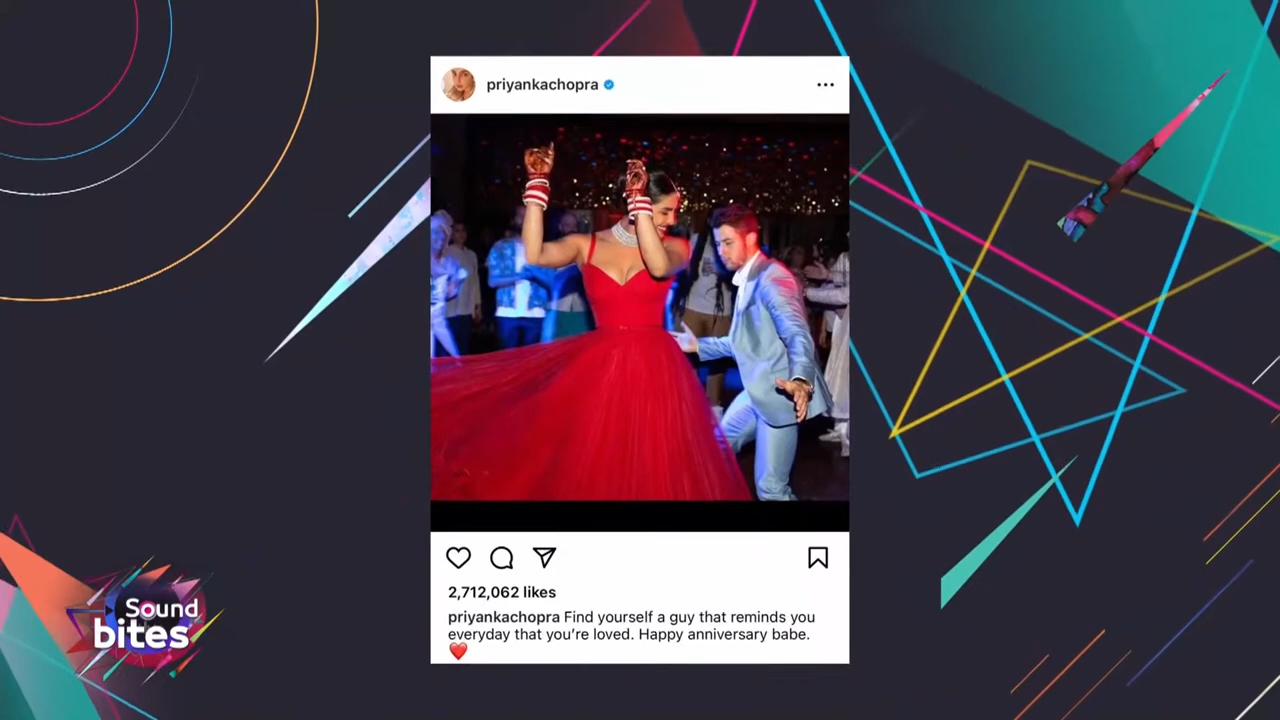 priyankachopra
2,712,062 likes
priyankachopra Find yourself a guy that reminds you
everyday that you're loved. Happy anniversary babe.
❤️
Sound
bites